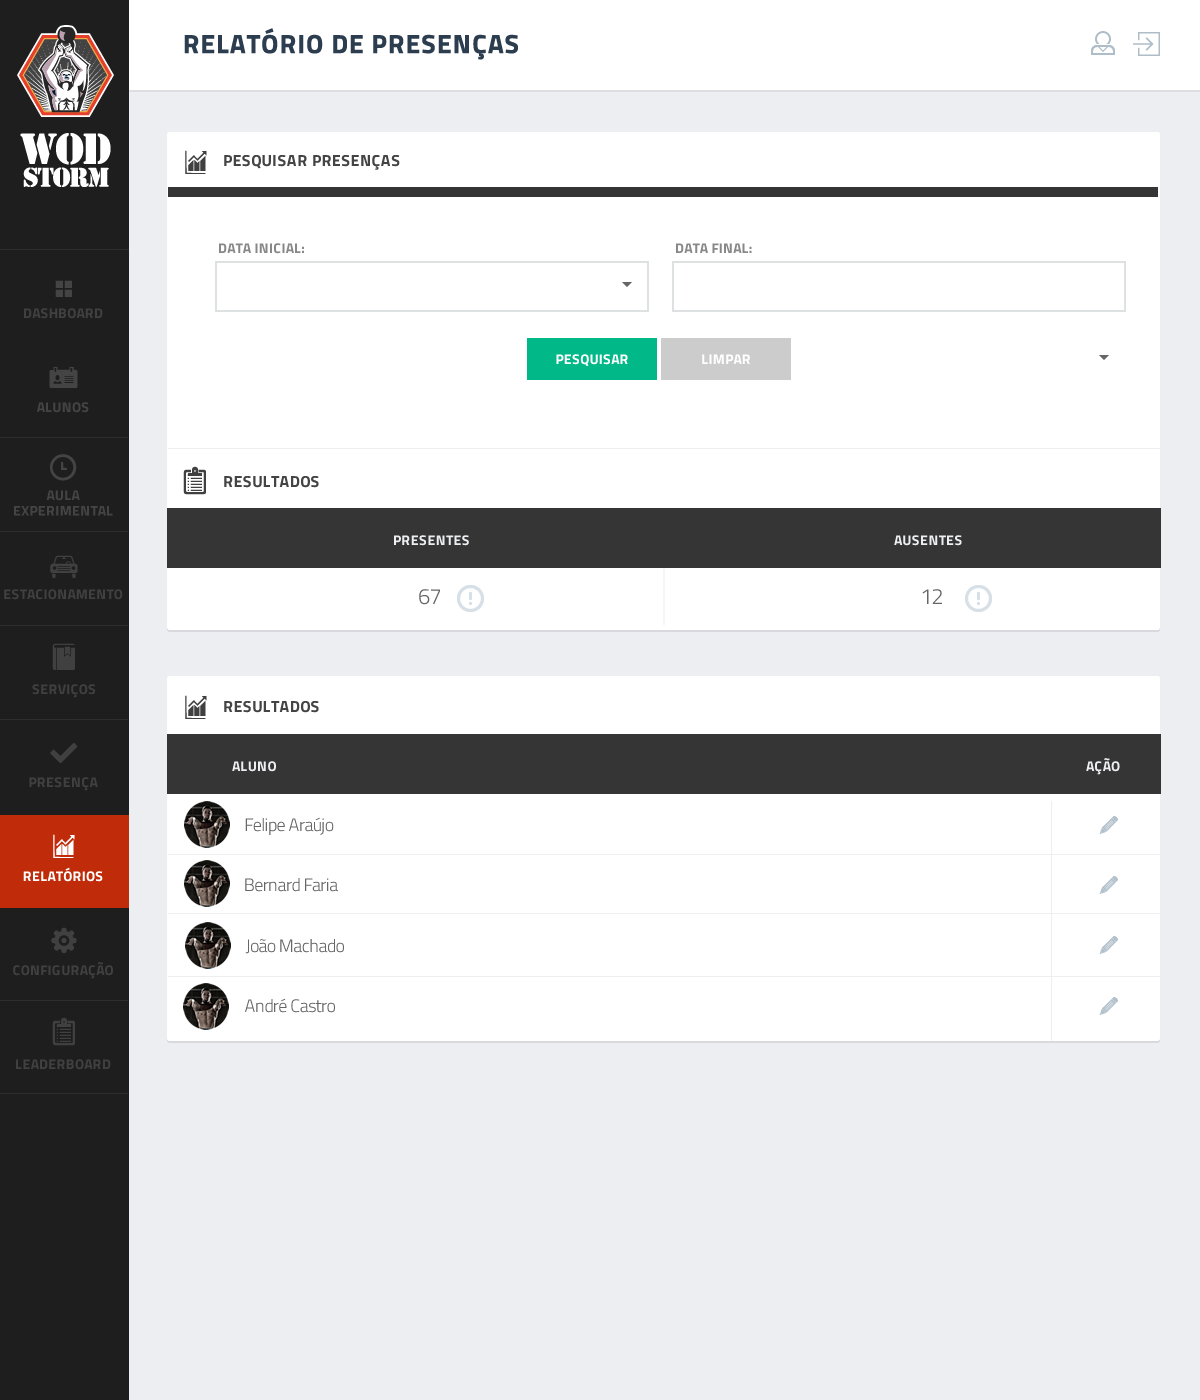 WOD
STORM
DASHBOARD
ALUNOS
AULA
EXPERIMENTAL
ESTACIONAMENTO
SERVIÇOS
PRESENÇA
RELATÓRIOS
CONFIGURAÇÃO
LEADERBOARD
RELATÓRIO DE PRESENÇAS
PESQUISAR PRESENÇAS
DATA INICIAL: DATA FINAL:
PESQUISAR LIMPAR
RESULTADOS
PRESENTES AUSENTES
67 12
RESULTADOS
ALUNO AÇÃO
Felipe Araújo
Bernard Faria
João Machado
André Castro